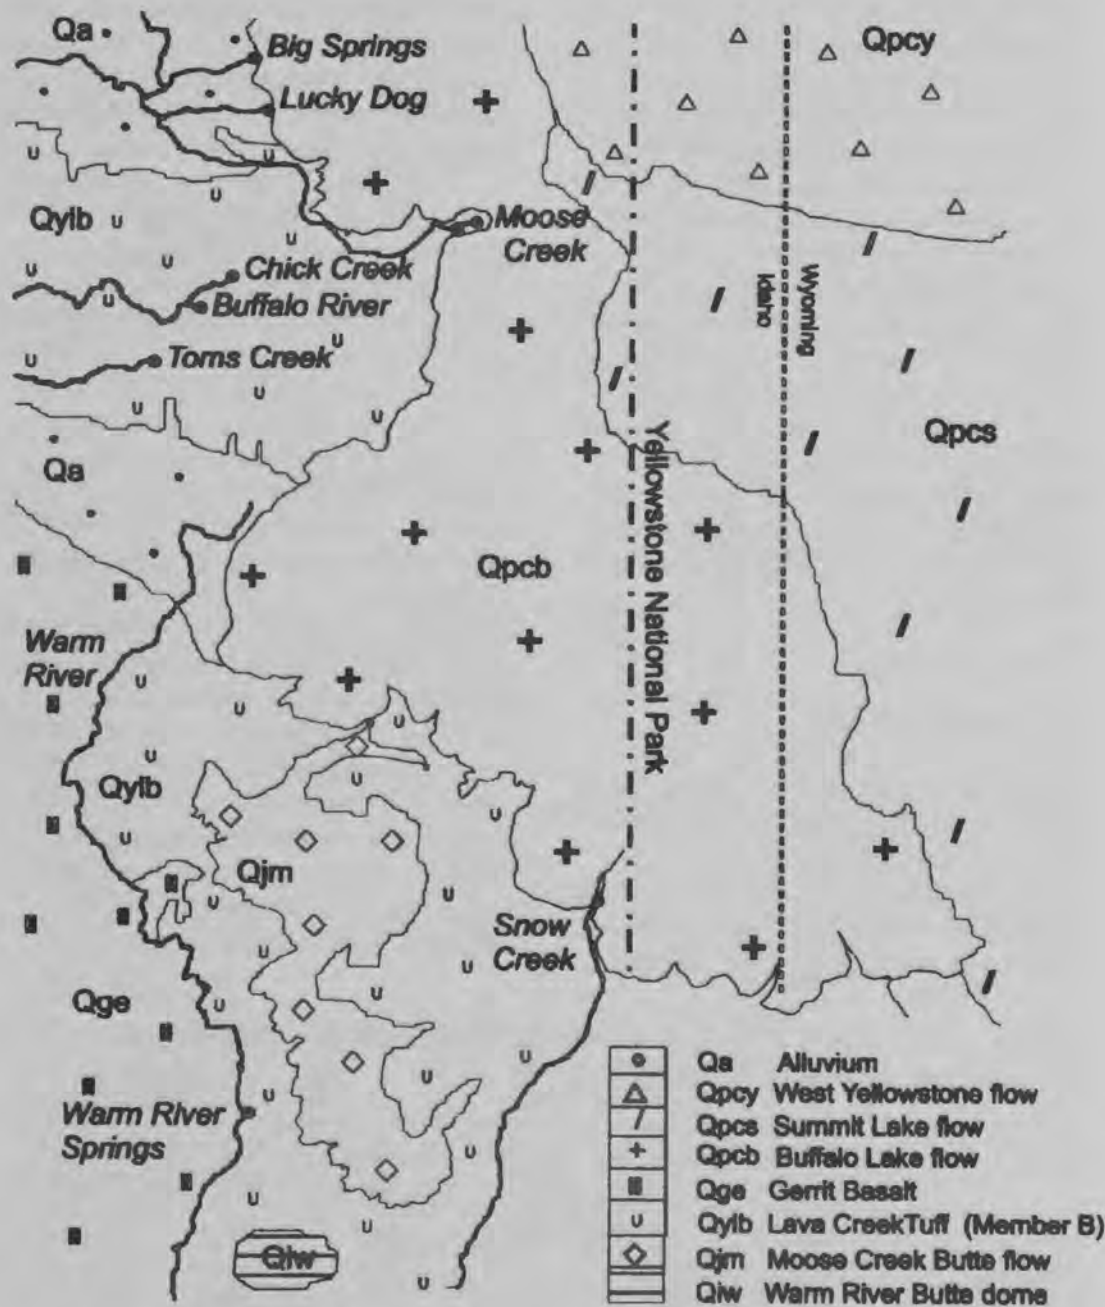 Qa
Big Springs
Qpcy
Lucky Dog
Qylb
Moose
Creek
Chick Creek
Buffalo River
Wyoming
Idaho
Toms Creek
Qpcs
Yellowstone National Park
Qa
Qpcb
Warm
River
Qylb
Qjm
Snow
Creek
Qge
Warm River
Springs
Qiw
Qa Alluvium
Qpcy West Yellowstone flow
Qpcs Summit Lake flow
Qpcb Buffalo Lake flow
Qge Gerrit Basalt
Qylb Lava CreekTuff (Member B)
Qjm Moose Creek Butte flow
Qiw Warm River Butte dome